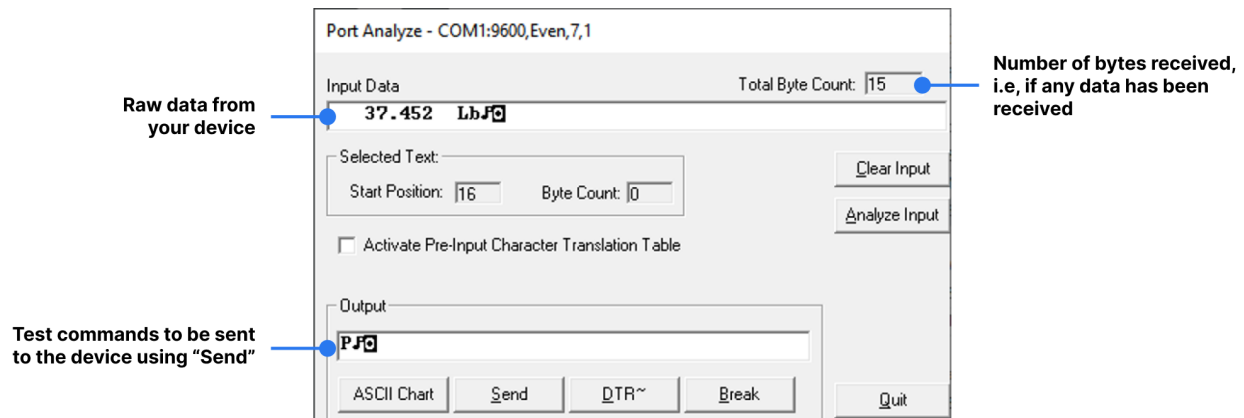 Port Analyze - COM1:9600,Even,7,1
Input Data
Total Byte Count: 15
Number of bytes received,
i.e, if any data has been
received
Raw data from
your device
37.452 Lb♪◙
Selected Text:
Start Position: 16 Byte Count: 0
Clear Input
Analyze Input
Activate Pre-Input Character Translation Table
Output
Test commands to be sent
to the device using “Send”
P♪◙
ASCII Chart Send DTR~ Break Quit